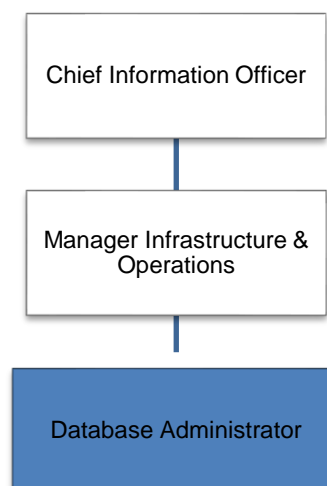 Chief Information Officer
Manager Infrastructure &
Operations
Database Administrator